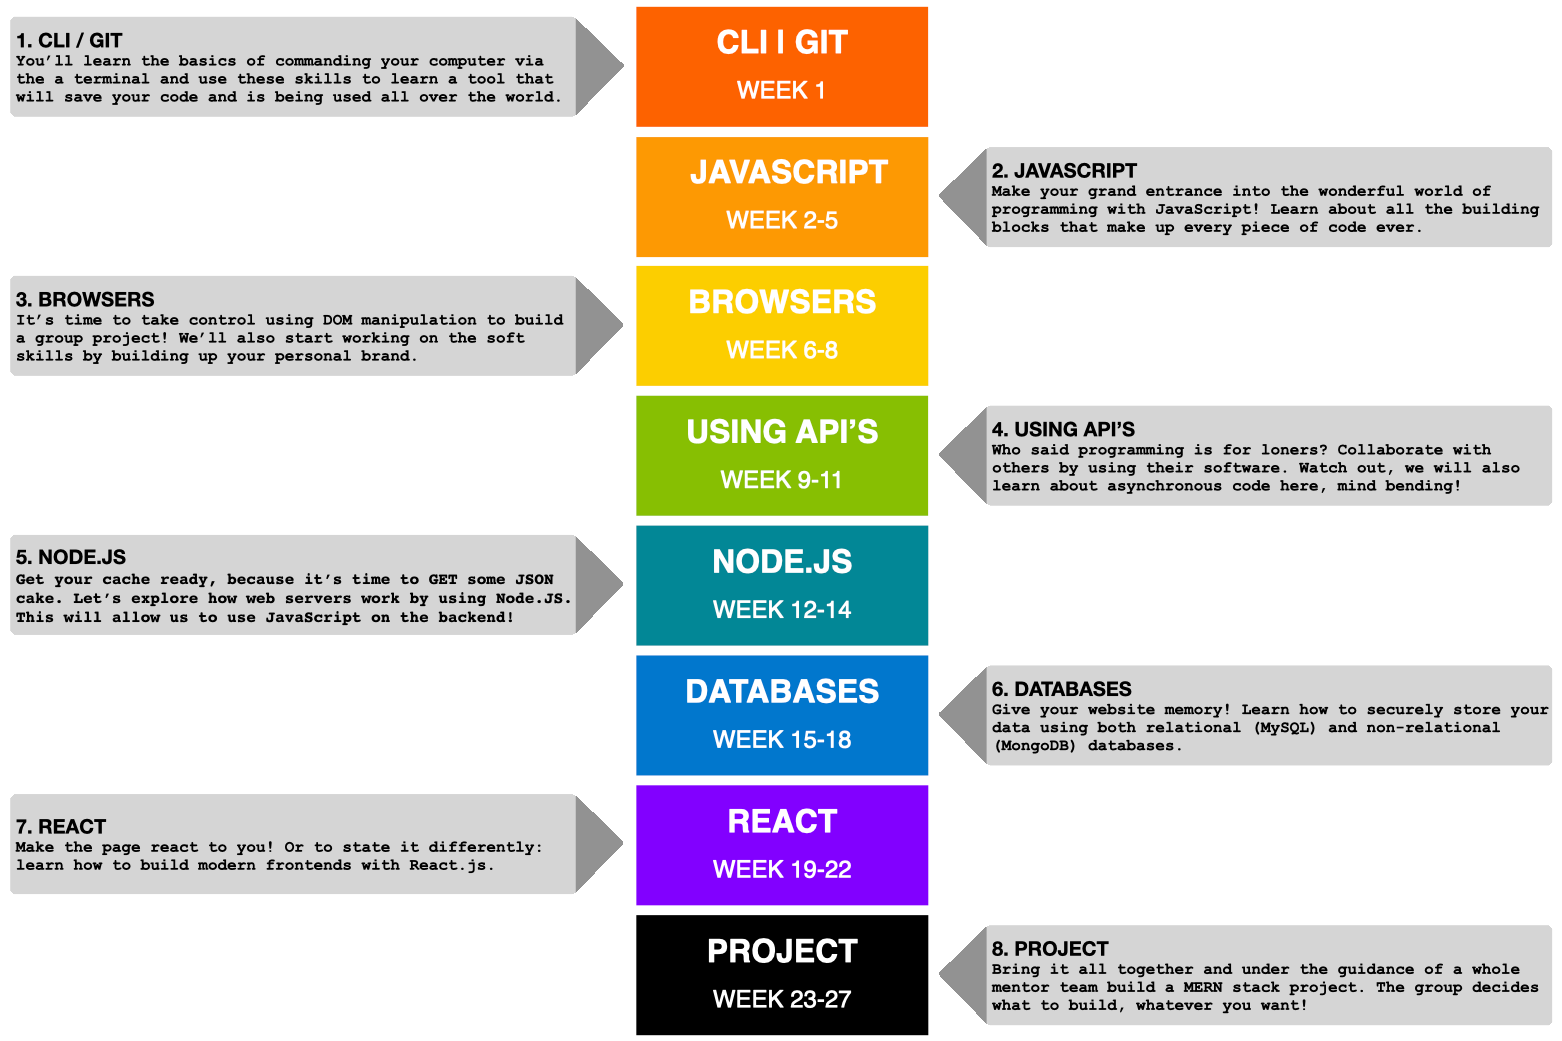 CLI | GIT
WEEK 1
1. CLI / GIT
You'll learn the basics of commanding your computer via
the a terminal and use these skills to learn a tool that
will save your code and is being used all over the world.
JAVASCRIPT
WEEK 2-5
2. JAVASCRIPT
Make your grand entrance into the wonderful world of
programming with JavaScript! Learn about all the building
blocks that make up every piece of code ever.
BROWSERS
WEEK 6-8
3. BROWSERS
It's time to take control using DOM manipulation to build
a group project! We'll also start working on the soft
skills by building up your personal brand.
USING API'S
WEEK 9-11
4. USING API'S
Who said programming is for loners? Collaborate with
others by using their software. Watch out, we will also
learn about asynchronous code here, mind bending!
NODE.JS
WEEK 12-14
5. NODE.JS
Get your cache ready, because it's time to GET some JSON
cake. Let's explore how web servers work by using Node.JS.
This will allow us to use JavaScript on the backend!
DATABASES
WEEK 15-18
6. DATABASES
Give your website memory! Learn how to securely store your
data using both relational (MySQL) and non-relational
(MongoDB) databases.
REACT
WEEK 19-22
7. REACT
Make the page react to you! Or to state it differently:
learn how to build modern frontends with React.js.
PROJECT
WEEK 23-27
8. PROJECT
Bring it all together and under the guidance of a whole
mentor team build a MERN stack project. The group decides
what to build, whatever you want!